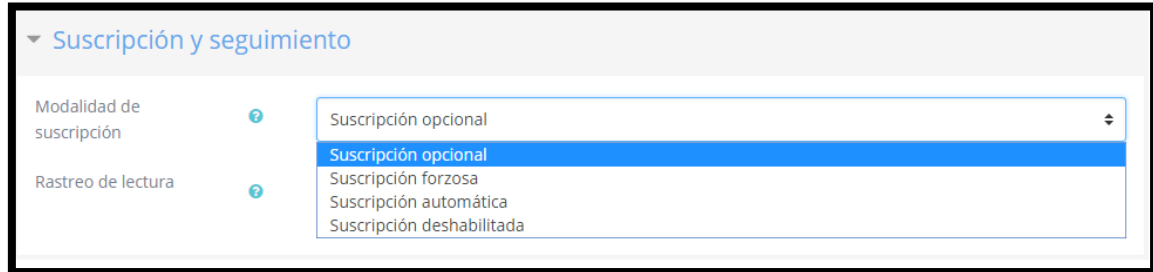 Suscripción y seguimiento
Modalidad de
suscripción
Suscripción opcional
Suscripción opcional
Suscripción forzosa
Suscripción automática
Suscripción deshabilitada
Rastreo de lectura